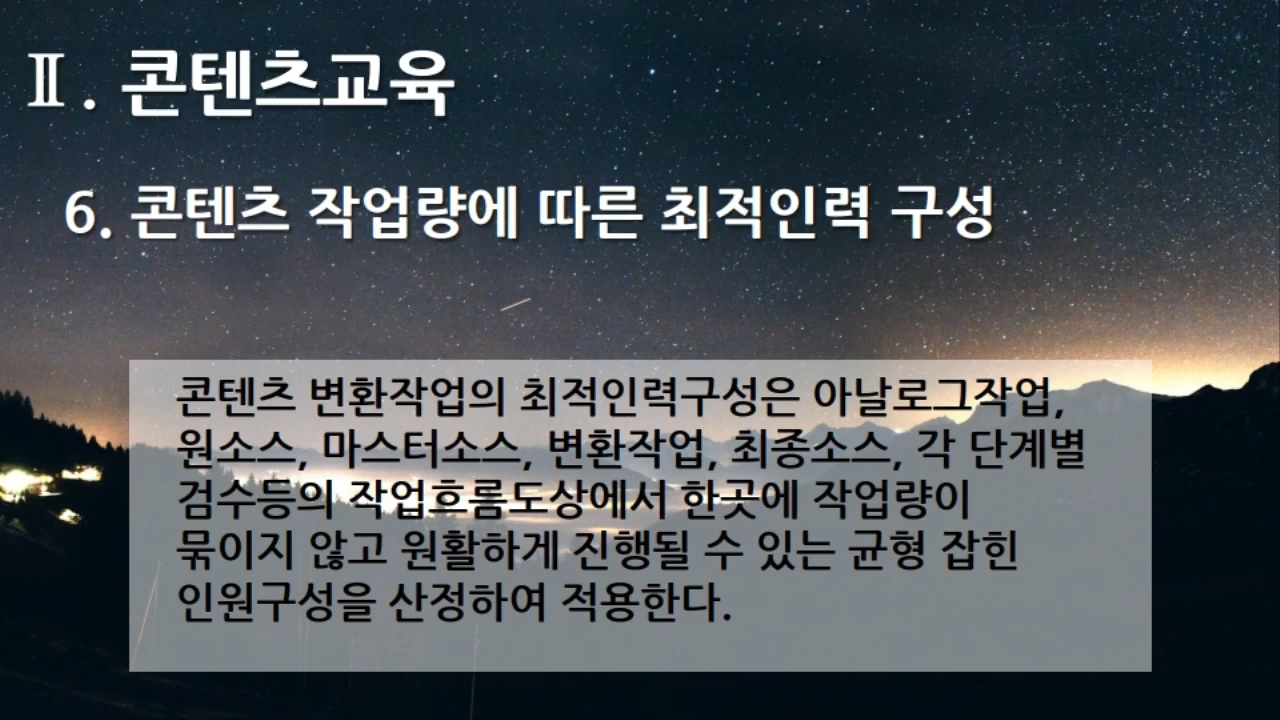 Ⅱ. 콘텐츠교육
6. 콘텐츠 작업량에 따른 최적인력 구성
콘텐츠 변환작업의 최적인력구성은 아날로그작업,
원소스, 마스터소스, 변환작업, 최종소스, 각 단계별
검수등의 작업흐름도상에서 한곳에 작업량이
묶이지 않고 원활하게 진행될 수 있는 균형 잡힌
인원구성을 산정하여 적용한다.